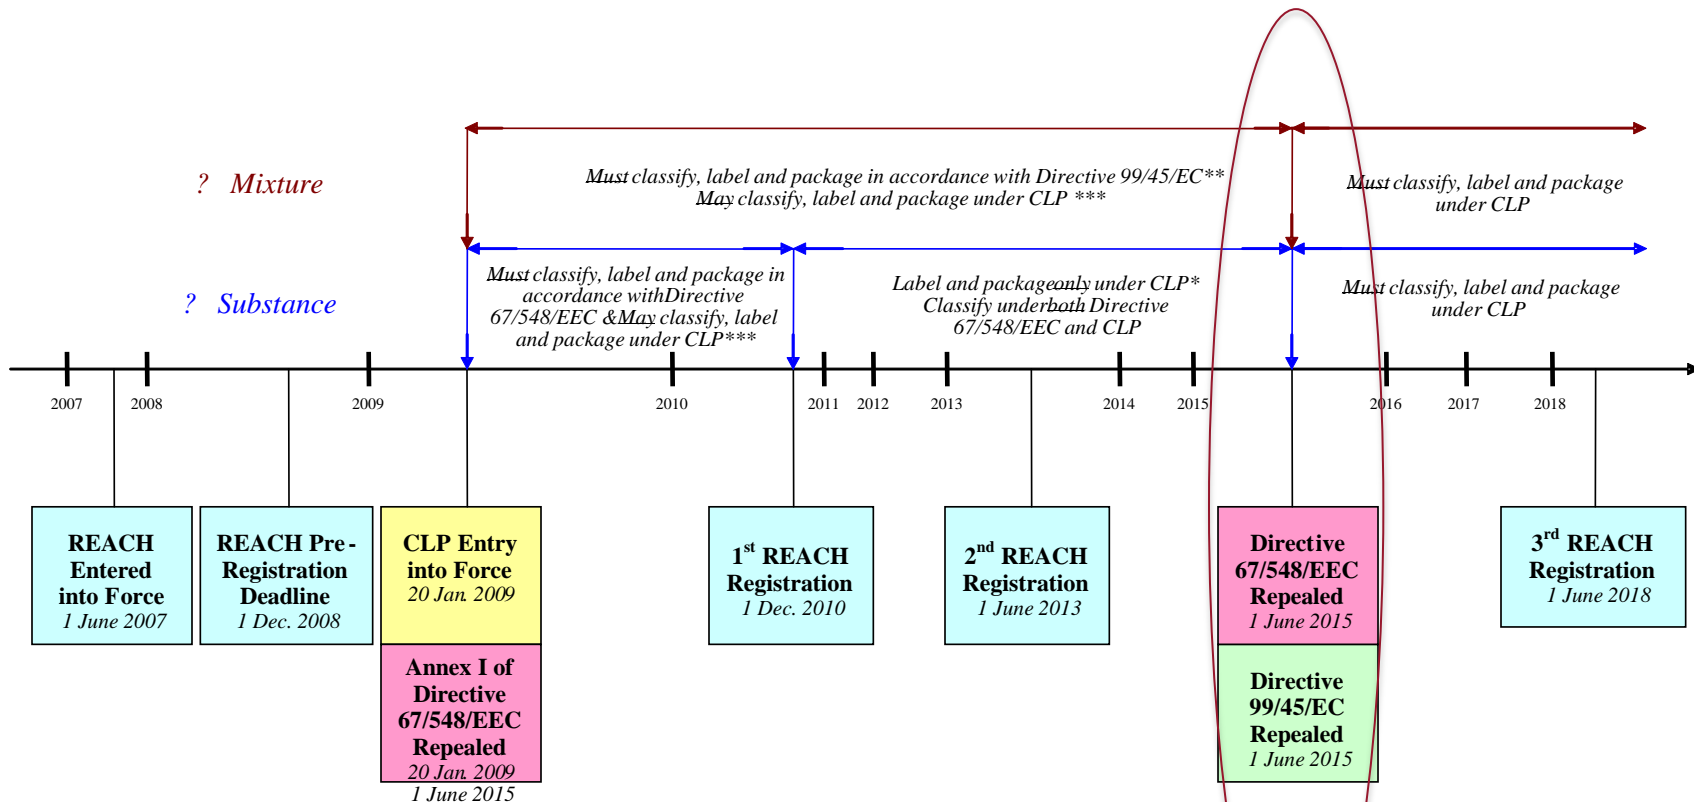 ? Mixture
Must classify, label and package in accordance with Directive 99/45/EC**
May classify, label and package under CLP ***
Must classify, label and package
under CLP
? Substance
Must classify, label and package in
accordance withDirective
67/548/EEC &May classify, label
and package under CLP***
Label and packageonly under CLP*
Classify underboth Directive
67/548/EEC and CLP
Must classify, label and package
under CLP
2007 2008 2009 2010 2011 2012 2013 2014 2015 2016 2017 2018
REACH
Entered
into Force
1 June 2007
REACH Pre-
Registration
Deadline
1 Dec. 2008
CLP Entry
into Force
20 Jan. 2009
Annex I of
Directive
67/548/EEC
Repealed
20 Jan. 2009
1 June 2015
1st REACH
Registration
1 Dec. 2010
2nd REACH
Registration
1 June 2013
Directive
67/548/EEC
Repealed
1 June 2015
Directive
99/45/EC
Repealed
1 June 2015
3rd REACH
Registration
1 June 2018